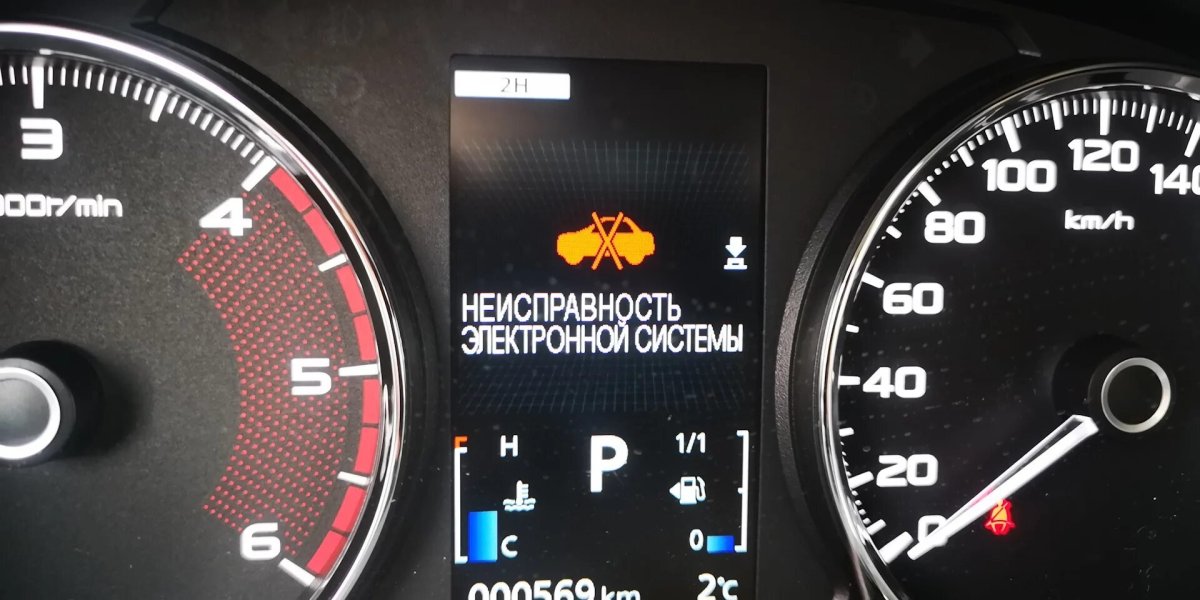 2H
3
000r/min
4
5
6
НЕИСПРАВНОСТЬ
ЭЛЕКТРОННОЙ СИСТЕМЫ
H
P
1/1
C
0
000569 km
2°C
140
120
100
km/h
80
60
40
20
0